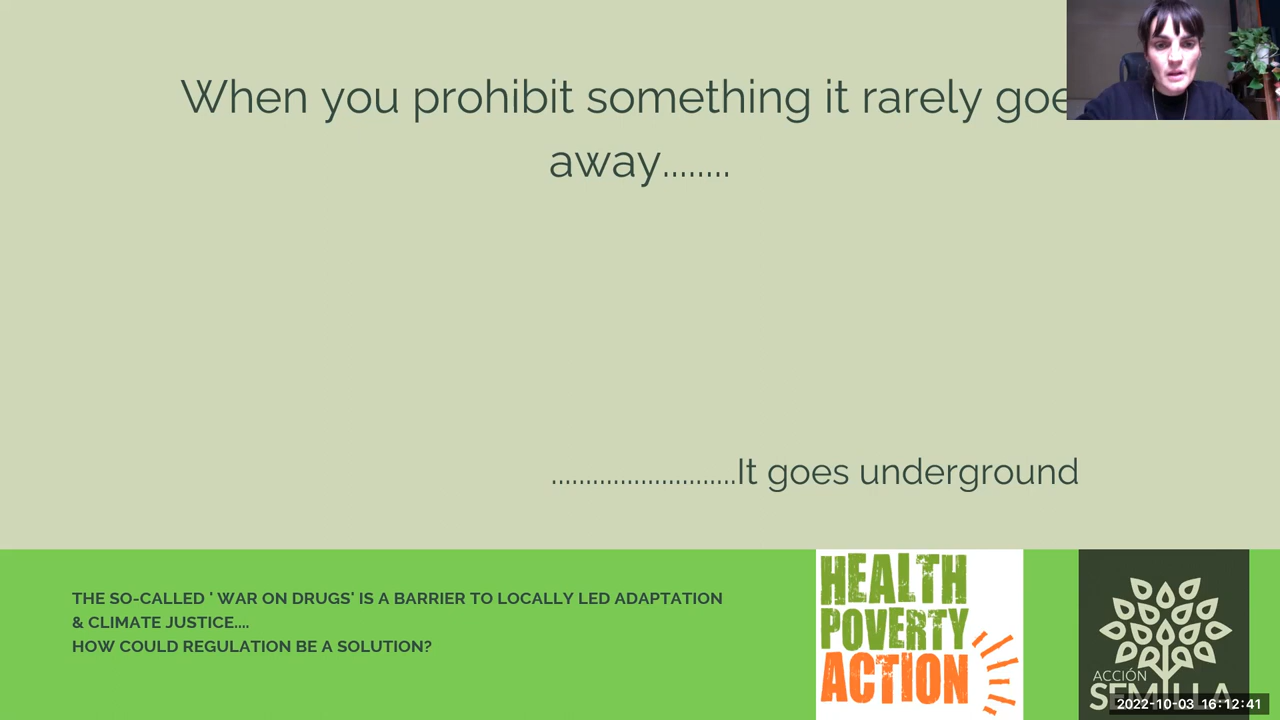 When you prohibit something it rarely goe
away........
...........................It goes underground
THE SO-CALLED ' WAR ON DRUGS' IS A BARRIER TO LOCALLY LED ADAPTATION
& CLIMATE JUSTICE....
HOW COULD REGULATION BE A SOLUTION?
HEALTH
POVERTY
ACTION
ACCIÓN
SEMILLA
2022-10-03 16:12:41